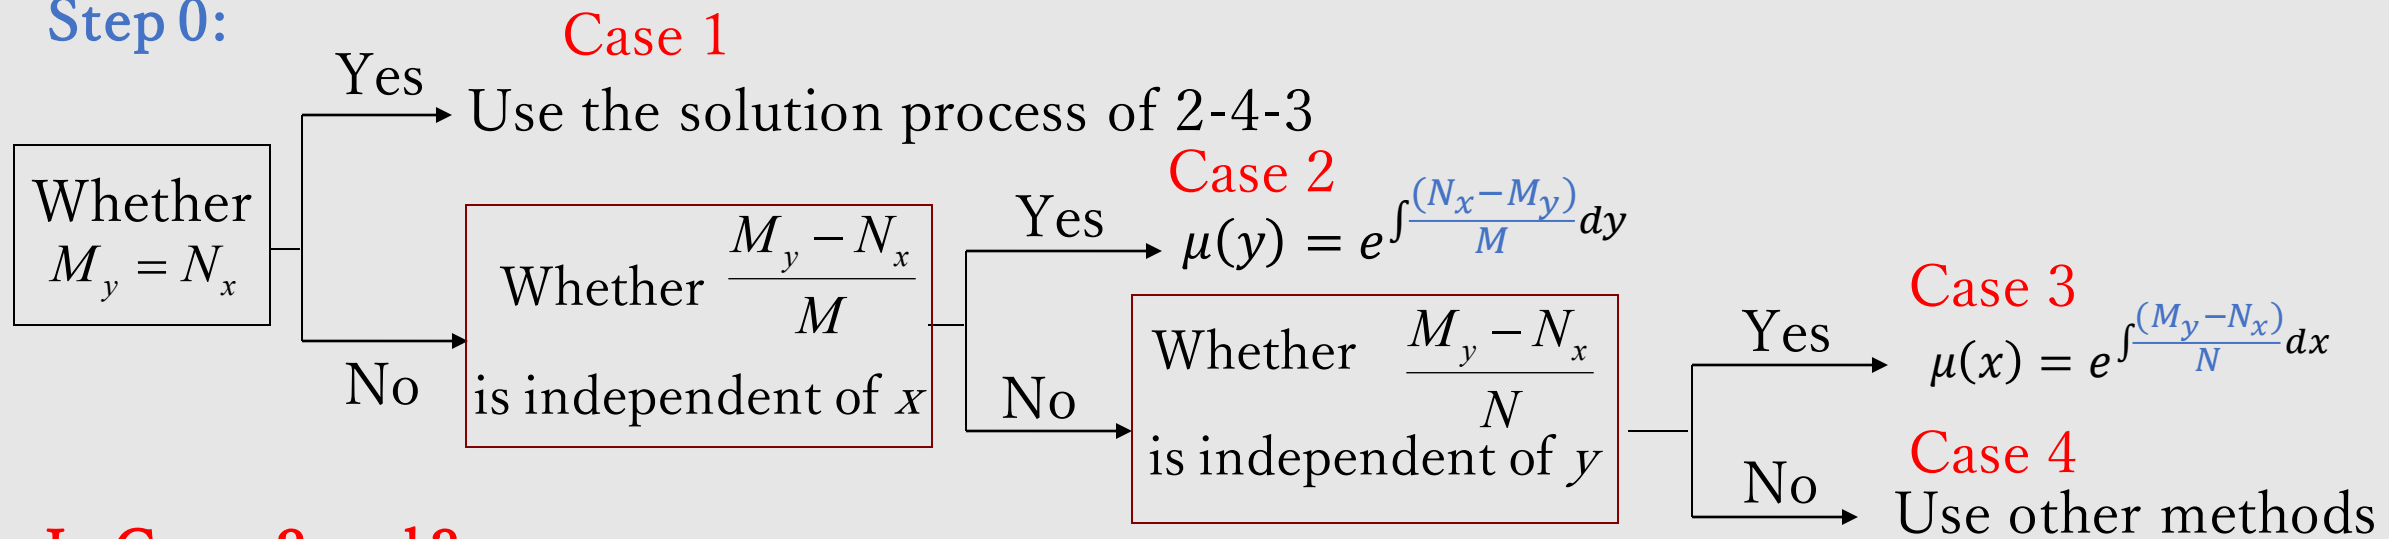 Step 0:
Case 1
Yes
Use the solution process of 2-4-3
Whether
M_y = N_x
No
Whether (M_y − N_x)/M
is independent of x
Yes
Case 2
μ(y) = e^{∫(N_x−M_y)/M dy}
No
Whether (M_y − N_x)/N
is independent of y
Yes
Case 3
μ(x) = e^{∫(M_y−N_x)/N dx}
No
Case 4
Use other methods